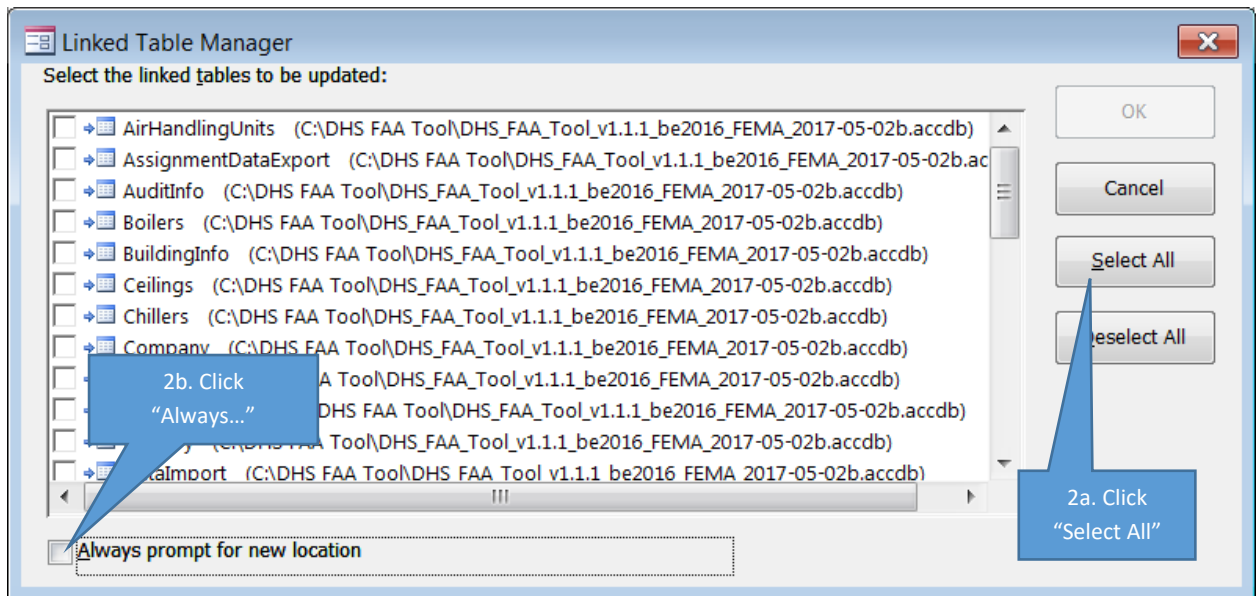 Linked Table Manager
Select the linked tables to be updated:
AirHandlingUnits (C:\DHS FAA Tool\DHS_FAA_Tool_v1.1.1_be2016_FEMA_2017-05-02b.accdb)
AssignmentDataExport (C:\DHS FAA Tool\DHS_FAA_Tool_v1.1.1_be2016_FEMA_2017-05-02b.ac
AuditInfo (C:\DHS FAA Tool\DHS_FAA_Tool_v1.1.1_be2016_FEMA_2017-05-02b.accdb)
Boilers (C:\DHS FAA Tool\DHS_FAA_Tool_v1.1.1_be2016_FEMA_2017-05-02b.accdb)
BuildingInfo (C:\DHS FAA Tool\DHS_FAA_Tool_v1.1.1_be2016_FEMA_2017-05-02b.accdb)
Ceilings (C:\DHS FAA Tool\DHS_FAA_Tool_v1.1.1_be2016_FEMA_2017-05-02b.accdb)
Chillers (C:\DHS FAA Tool\DHS_FAA_Tool_v1.1.1_be2016_FEMA_2017-05-02b.accdb)
Company (C:\DHS FAA Tool\DHS_FAA_Tool_v1.1.1_be2016_FEMA_2017-05-02b.accdb)
A Tool\DHS_FAA_Tool_v1.1.1_be2016_FEMA_2017-05-02b.accdb)
DHS FAA Tool\DHS_FAA_Tool_v1.1.1_be2016_FEMA_2017-05-02b.accdb)
(C:\DHS FAA Tool\DHS_FAA_Tool_v1.1.1_be2016_FEMA_2017-05-02b.accdb)
taImport (C:\DHS FAA Tool\DHS_FAA_Tool_v1.1.1_be2016_FEMA_2017-05-02b.accdb)
Always prompt for new location
OK
Cancel
Select All
eselect All
2b. Click
“Always…”
2a. Click
“Select All”